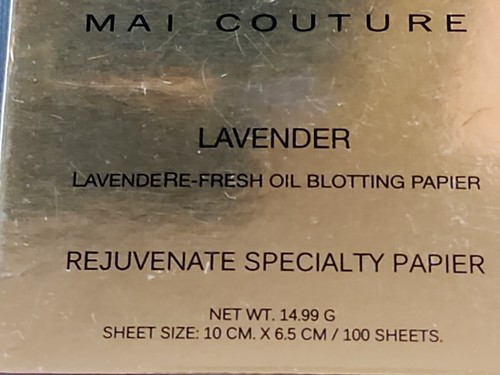 MAI COUTURE
LAVENDER
LAVENDERE-FRESH OIL BLOTTING PAPIER
REJUVENATE SPECIALTY PAPIER
NET WT. 14.99 G
SHEET SIZE: 10 CM. X 6.5 CM / 100 SHEETS.